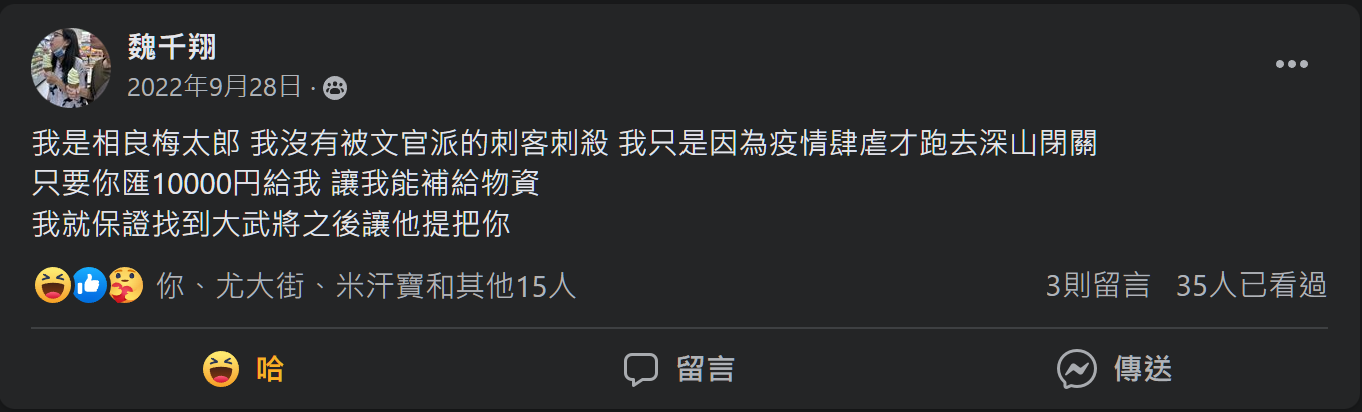 魏千翔
2022年9月28日 ·
我是相良梅太郎 我沒有被文官派的刺客刺殺 我只是因為疫情肆虐才跑去深山閉關
只要你匯10000円給我 讓我能補給物資
我就保證找到大武將之後讓他提把你
你、尤大街、米汗寶和其他15人 3則留言 35人已看過
哈 留言 傳送